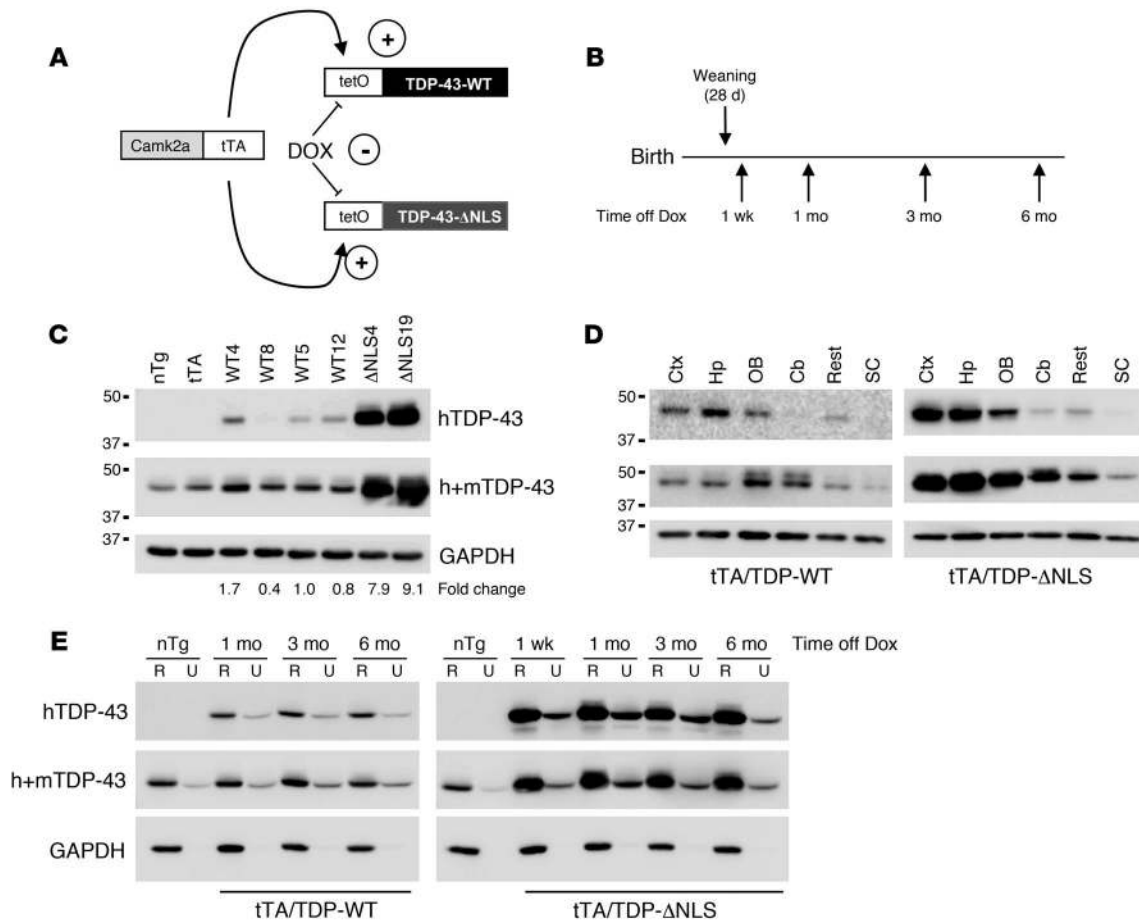 A
+
tetO TDP-43-WT
Camk2a tTA
DOX -
tetO TDP-43-ΔNLS
+
B
Weaning
(28 d)
Birth
Time off Dox 1 wk 1 mo 3 mo 6 mo
C
nTg tTA WT4 WT8 WT5 WT12 ΔNLS4 ΔNLS19
50
hTDP-43
37
50
h+mTDP-43
37
37
GAPDH
1.7 0.4 1.0 0.8 7.9 9.1 Fold change
D
Ctx Hp OB Cb Rest SC Ctx Hp OB Cb Rest SC
50
37
50
37
37
tTA/TDP-WT tTA/TDP-ΔNLS
E
nTg 1 mo 3 mo 6 mo nTg 1 wk 1 mo 3 mo 6 mo Time off Dox
R U R U R U R U R U R U R U R U R U
hTDP-43
h+mTDP-43
GAPDH
tTA/TDP-WT tTA/TDP-ΔNLS